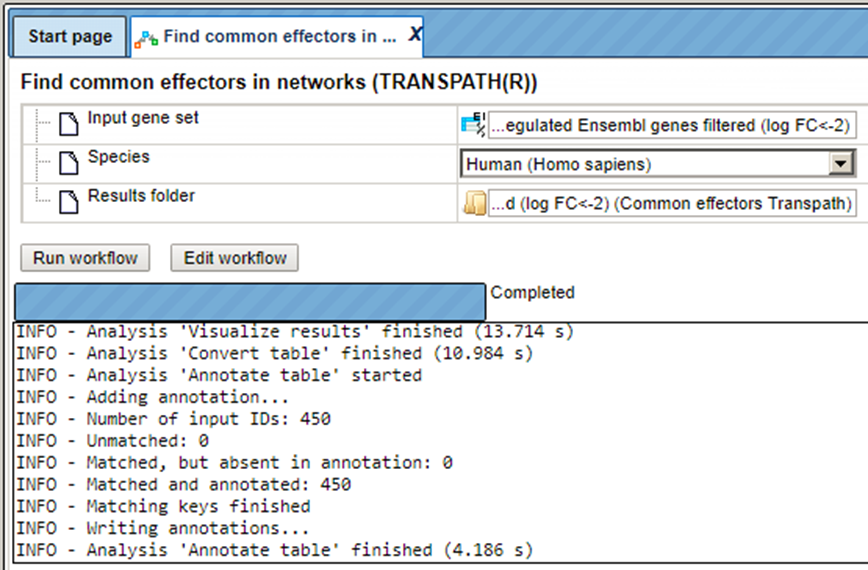 Start page
Find common effectors in ... X
Find common effectors in networks (TRANSPATH(R))
Input gene set ...egulated Ensembl genes filtered (log FC<-2)
Species Human (Homo sapiens)
Results folder ...d (log FC<-2) (Common effectors Transpath)
Run workflow Edit workflow
Completed
INFO - Analysis 'Visualize results' finished (13.714 s)
INFO - Analysis 'Convert table' finished (10.984 s)
INFO - Analysis 'Annotate table' started
INFO - Adding annotation...
INFO - Number of input IDs: 450
INFO - Unmatched: 0
INFO - Matched, but absent in annotation: 0
INFO - Matched and annotated: 450
INFO - Matching keys finished
INFO - Writing annotations...
INFO - Analysis 'Annotate table' finished (4.186 s)